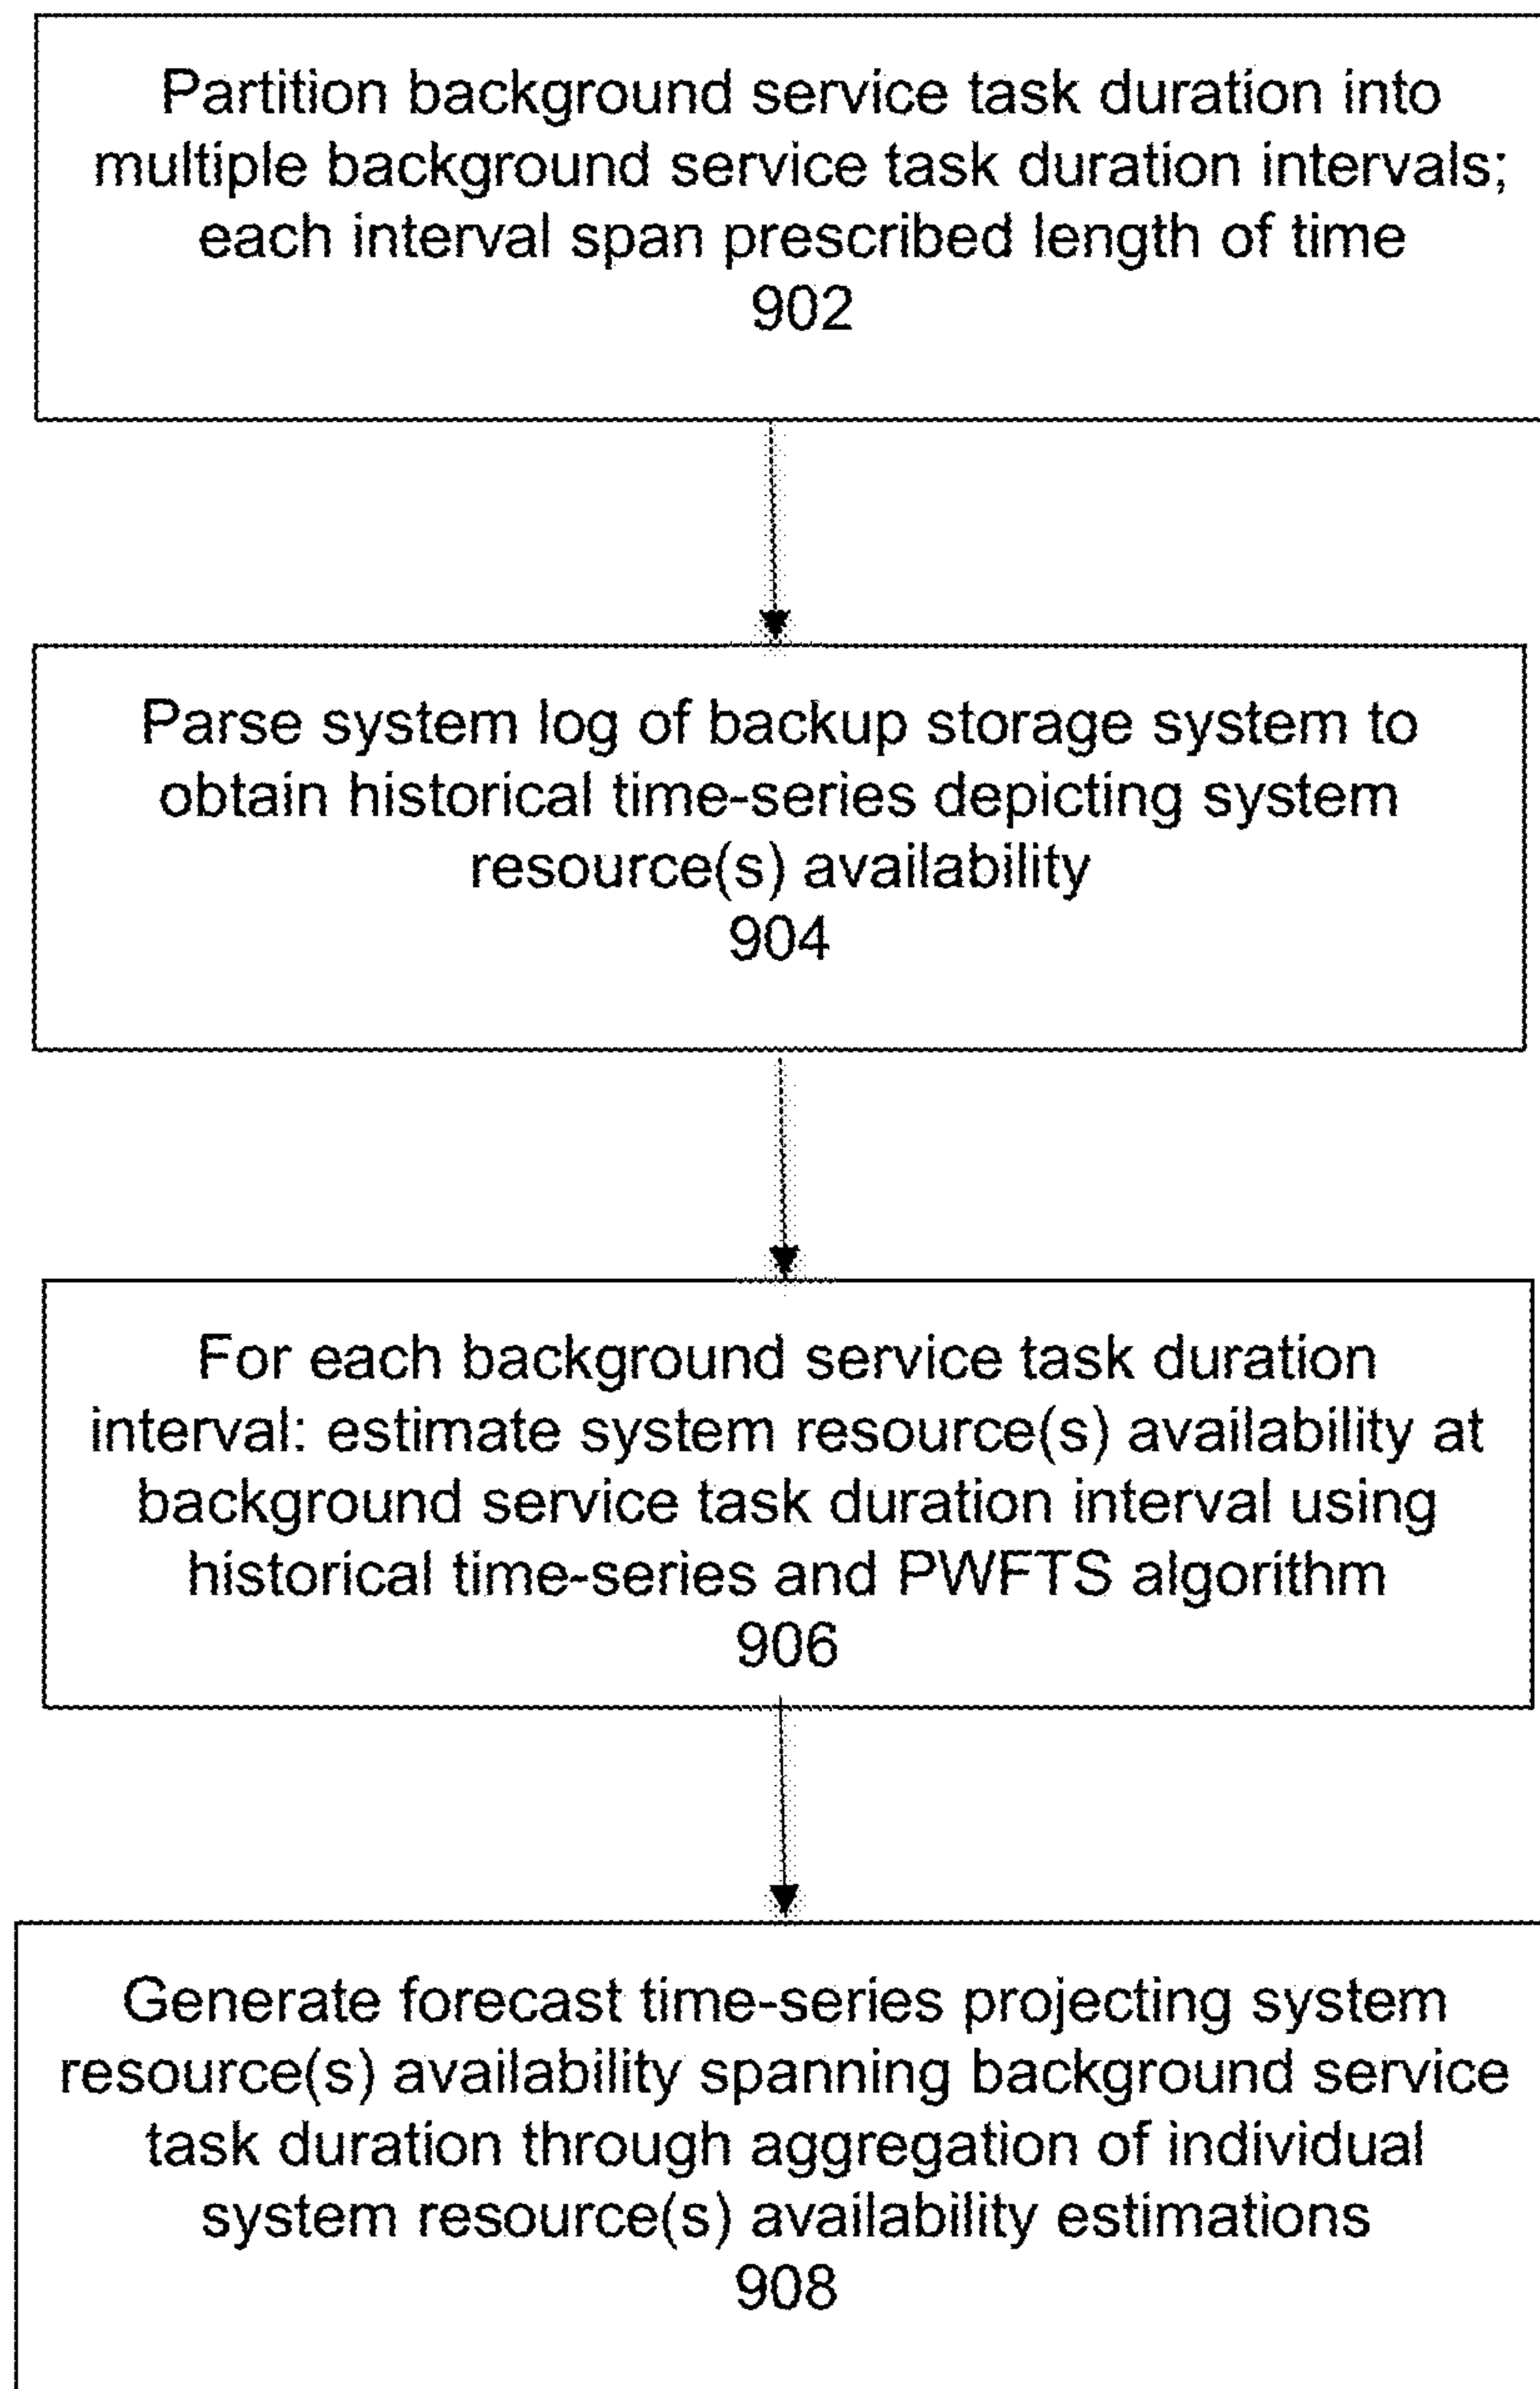 Partition background service task duration into
multiple background service task duration intervals;
each interval span prescribed length of time
902
Parse system log of backup storage system to
obtain historical time-series depicting system
resource(s) availability
904
For each background service task duration
interval: estimate system resource(s) availability at
background service task duration interval using
historical time-series and PWFTS algorithm
906
Generate forecast time-series projecting system
resource(s) availability spanning background service
task duration through aggregation of individual
system resource(s) availability estimations
908